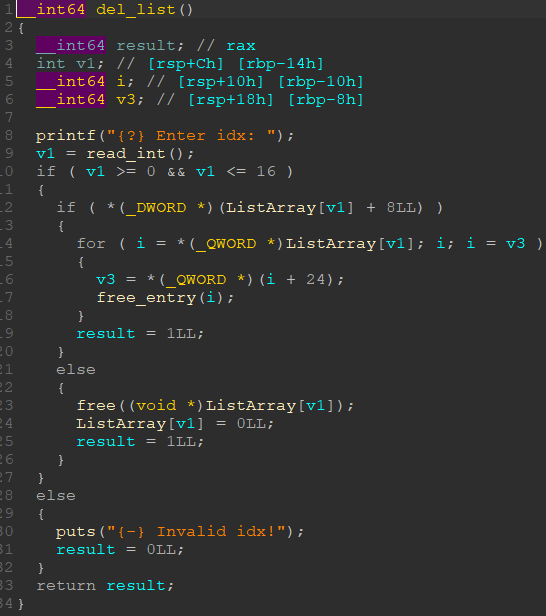 1 __int64 del_list()
2 {
3 __int64 result; // rax
4 int v1; // [rsp+Ch] [rbp-14h]
5 __int64 i; // [rsp+10h] [rbp-10h]
6 __int64 v3; // [rsp+18h] [rbp-8h]
7
8 printf("{?} Enter idx: ");
9 v1 = read_int();
10 if ( v1 >= 0 && v1 <= 16 )
11 {
12 if ( *(_DWORD *)(ListArray[v1] + 8LL) )
13 {
14 for ( i = *(_QWORD *)ListArray[v1]; i; i = v3 )
15 {
16 v3 = *(_QWORD *)(i + 24);
17 free_entry(i);
18 }
19 result = 1LL;
20 }
21 else
22 {
23 free((void *)ListArray[v1]);
24 ListArray[v1] = 0LL;
25 result = 1LL;
26 }
27 }
28 else
29 {
30 puts("{-} Invalid idx!");
31 result = 0LL;
32 }
33 return result;
34 }